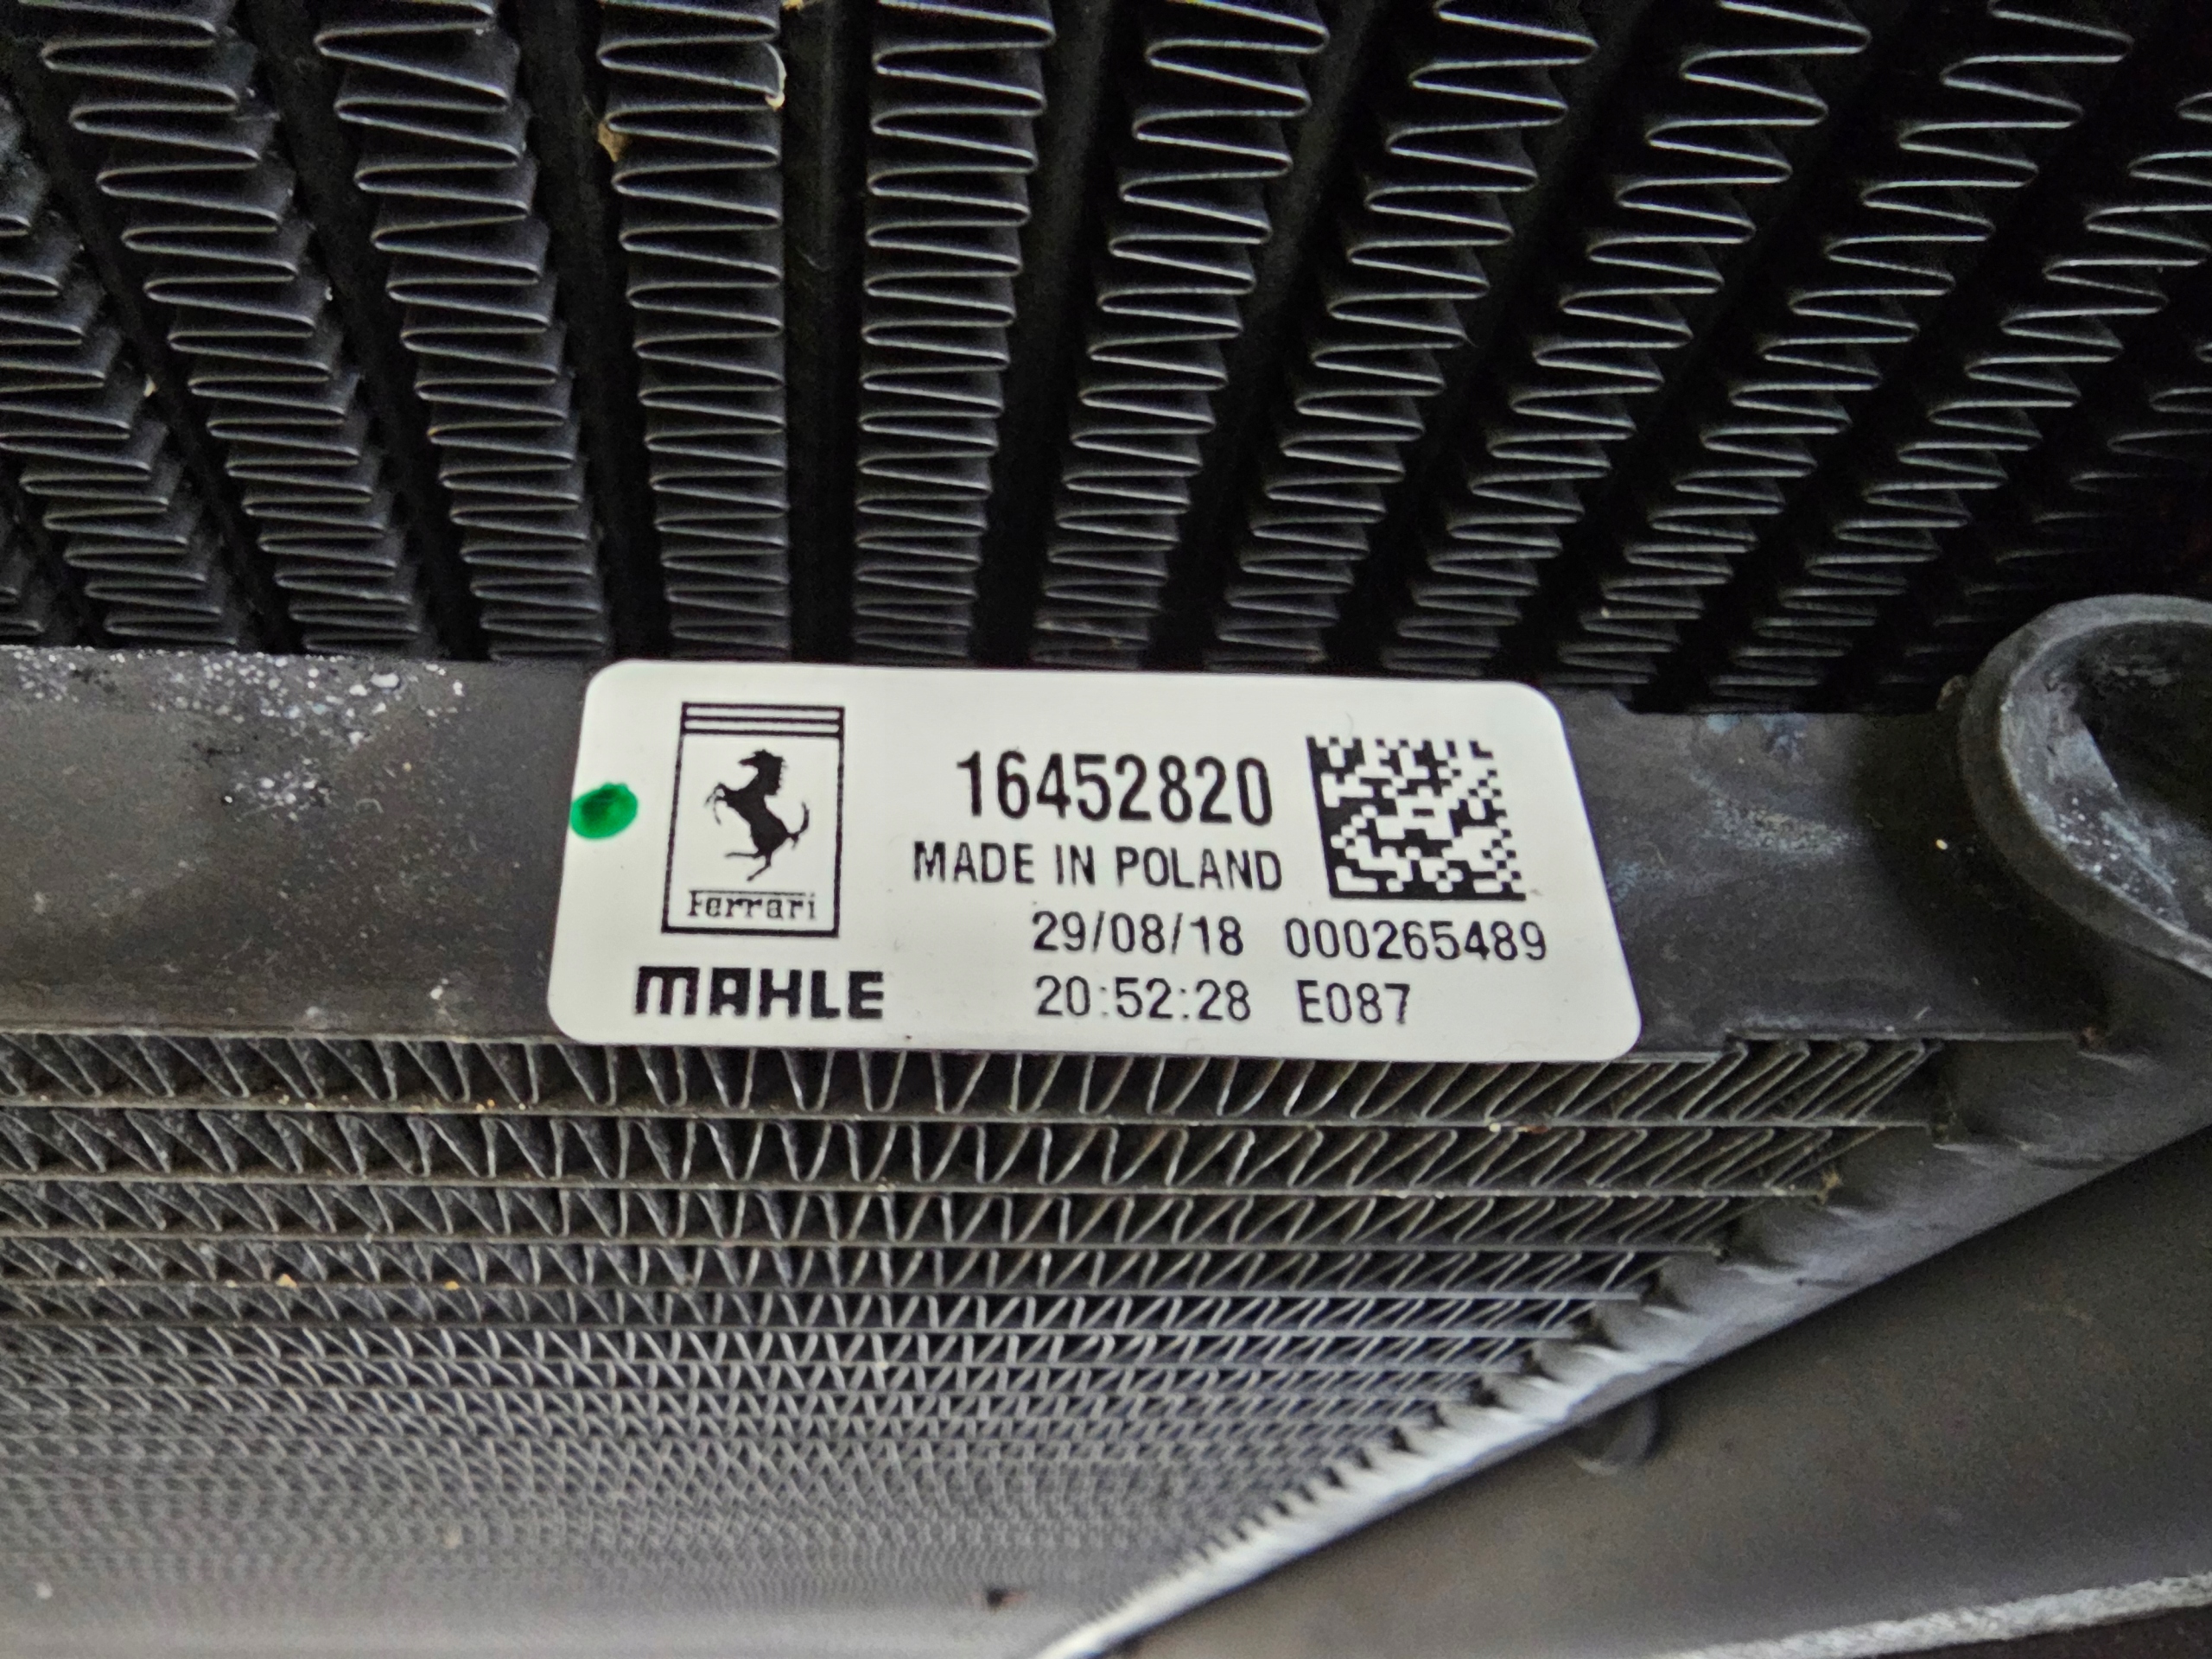 16452820
MADE IN POLAND
Ferrari
29/08/18 000265489
MAHLE
20:52:28 E087